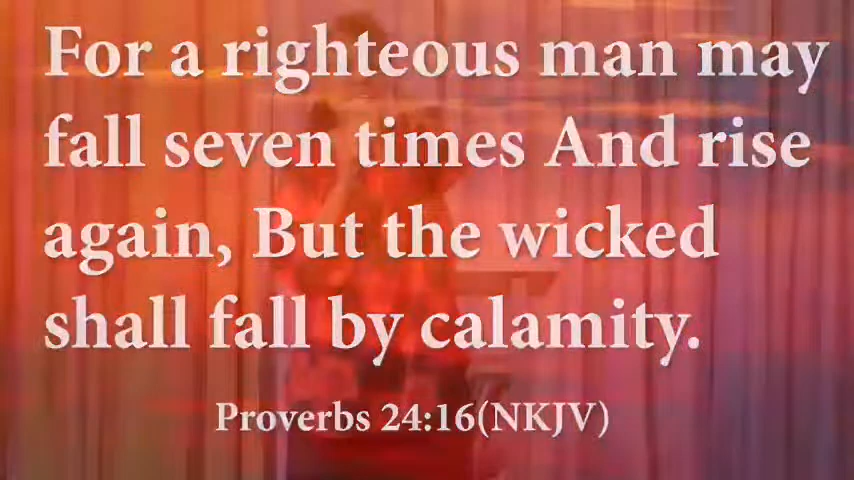 For a righteous man may
fall seven times And rise
again, But the wicked
shall fall by calamity.
Proverbs 24:16(NKJV)